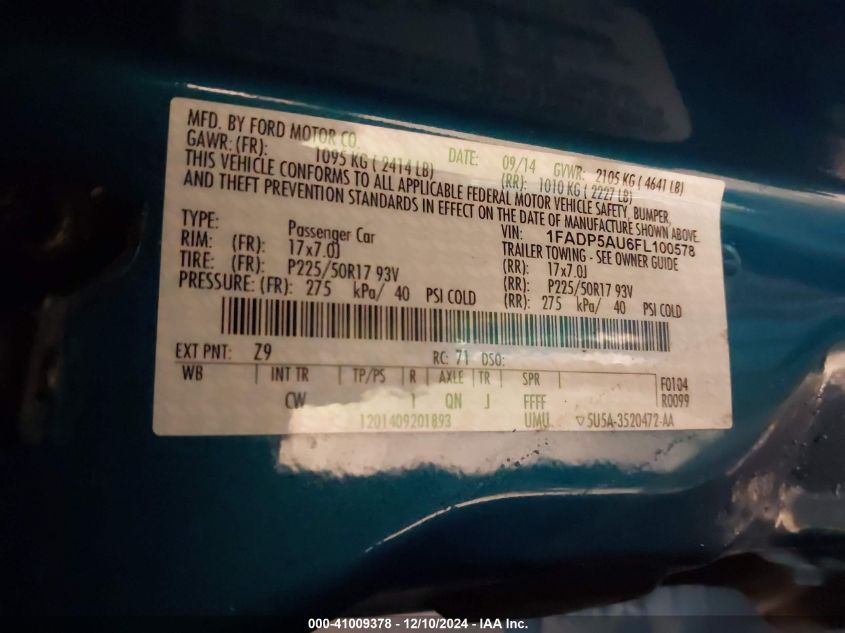 MFD. BY FORD MOTOR CO.
DATE: 09/14 GVWR: 2105 KG ( 4641 LB)
GAWR: (FR): 1095 KG ( 2414 LB) (RR): 1010 KG ( 2227 LB)
THIS VEHICLE CONFORMS TO ALL APPLICABLE FEDERAL MOTOR VEHICLE SAFETY, BUMPER,
AND THEFT PREVENTION STANDARDS IN EFFECT ON THE DATE OF MANUFACTURE SHOWN ABOVE.
VIN: 1FADP5AU6FL100578
TYPE: Passenger Car TRAILER TOWING - SEE OWNER GUIDE
RIM: (FR): 17x7.0J (RR): 17x7.0J
TIRE: (FR): P225/50R17 93V (RR): P225/50R17 93V
PRESSURE: (FR): 275 kPa/ 40 PSI COLD (RR): 275 kPa/ 40 PSI COLD
EXT PNT: Z9 RC: 71 DSO:
WB INT TR TP/PS R AXLE TR SPR F0104
CW 1 QN J FFFF R0099
1201409201893 UMU 5U5A-3520472-AA
000-41009378 - 12/10/2024 - IAA Inc.